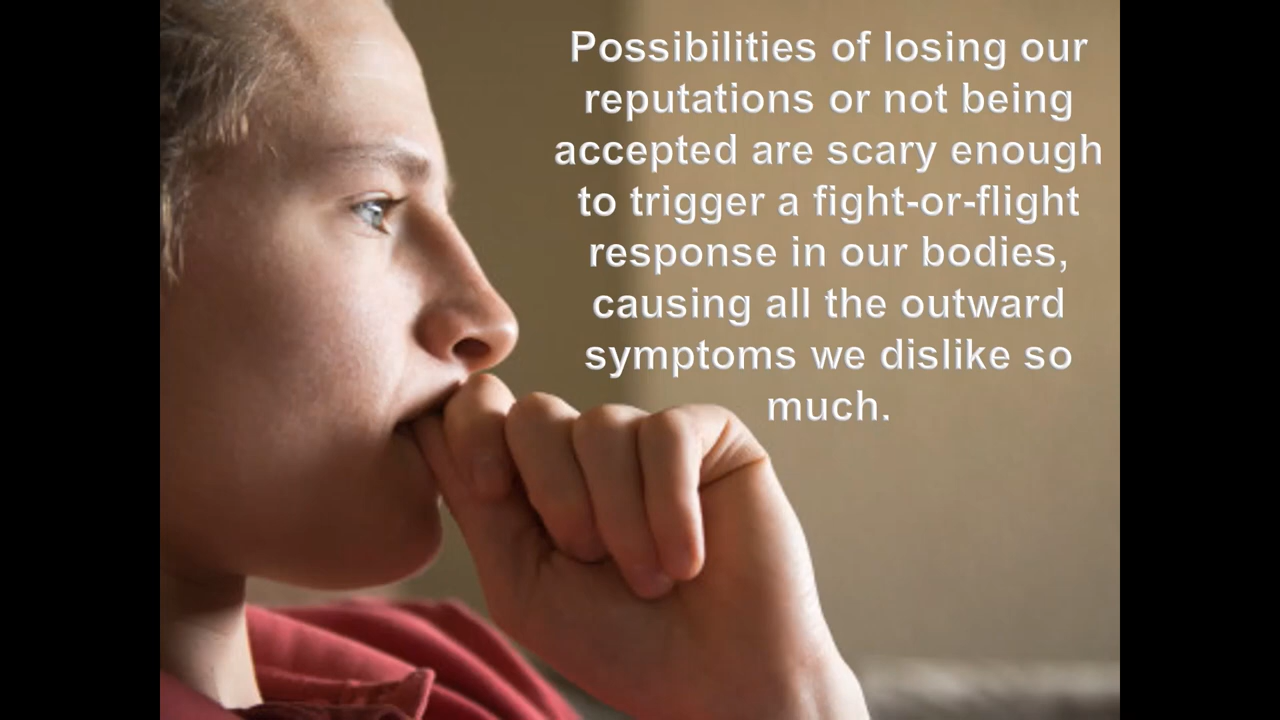 Possibilities of losing our
reputations or not being
accepted are scary enough
to trigger a fight-or-flight
response in our bodies,
causing all the outward
symptoms we dislike so
much.